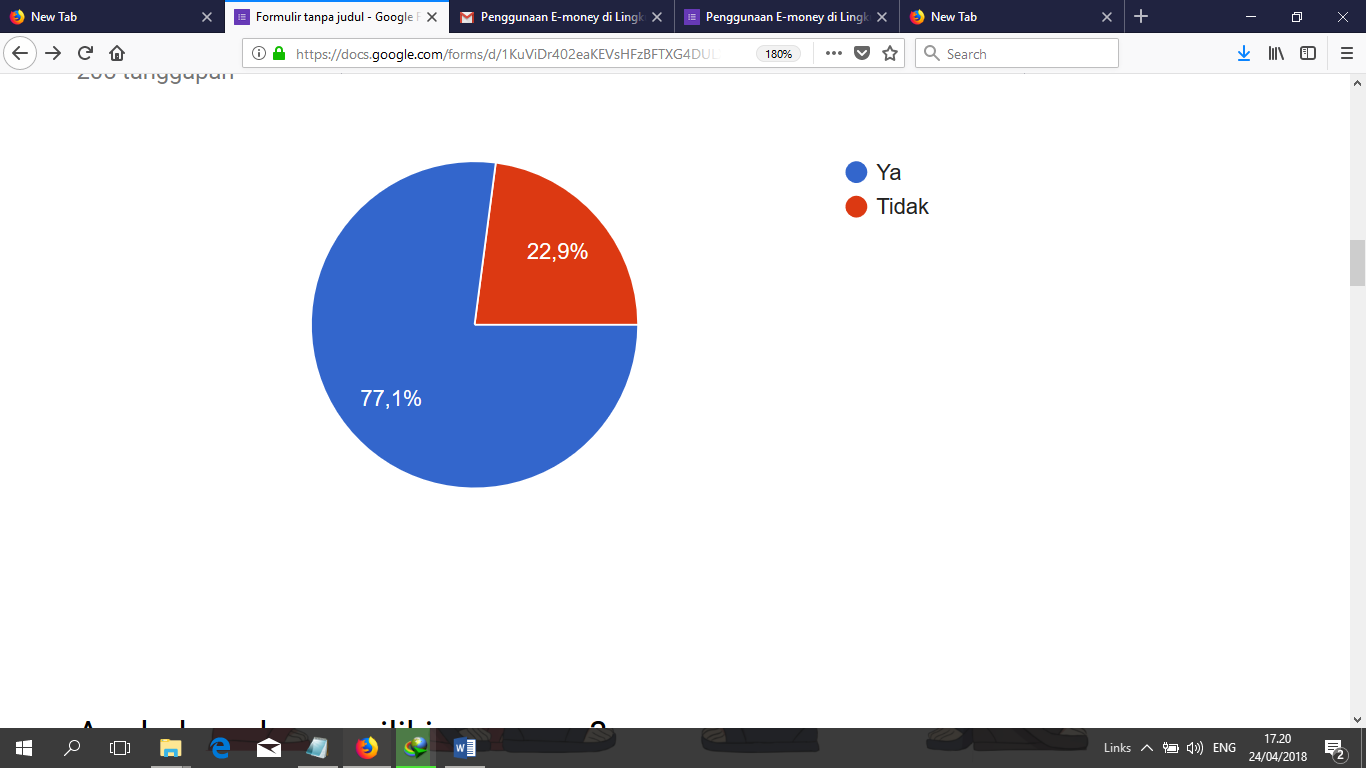 New Tab
Formulir tanpa judul - Google F
Penggunaan E-money di Lingk
Penggunaan E-money di Lingk
New Tab
https://docs.google.com/forms/d/1KuViDr402eaKEVsHFzBFTXG4DUL
180%
Search
tanggapan
Ya
Tidak
22,9%
77,1%
Links
ENG
17.20
24/04/2018
2